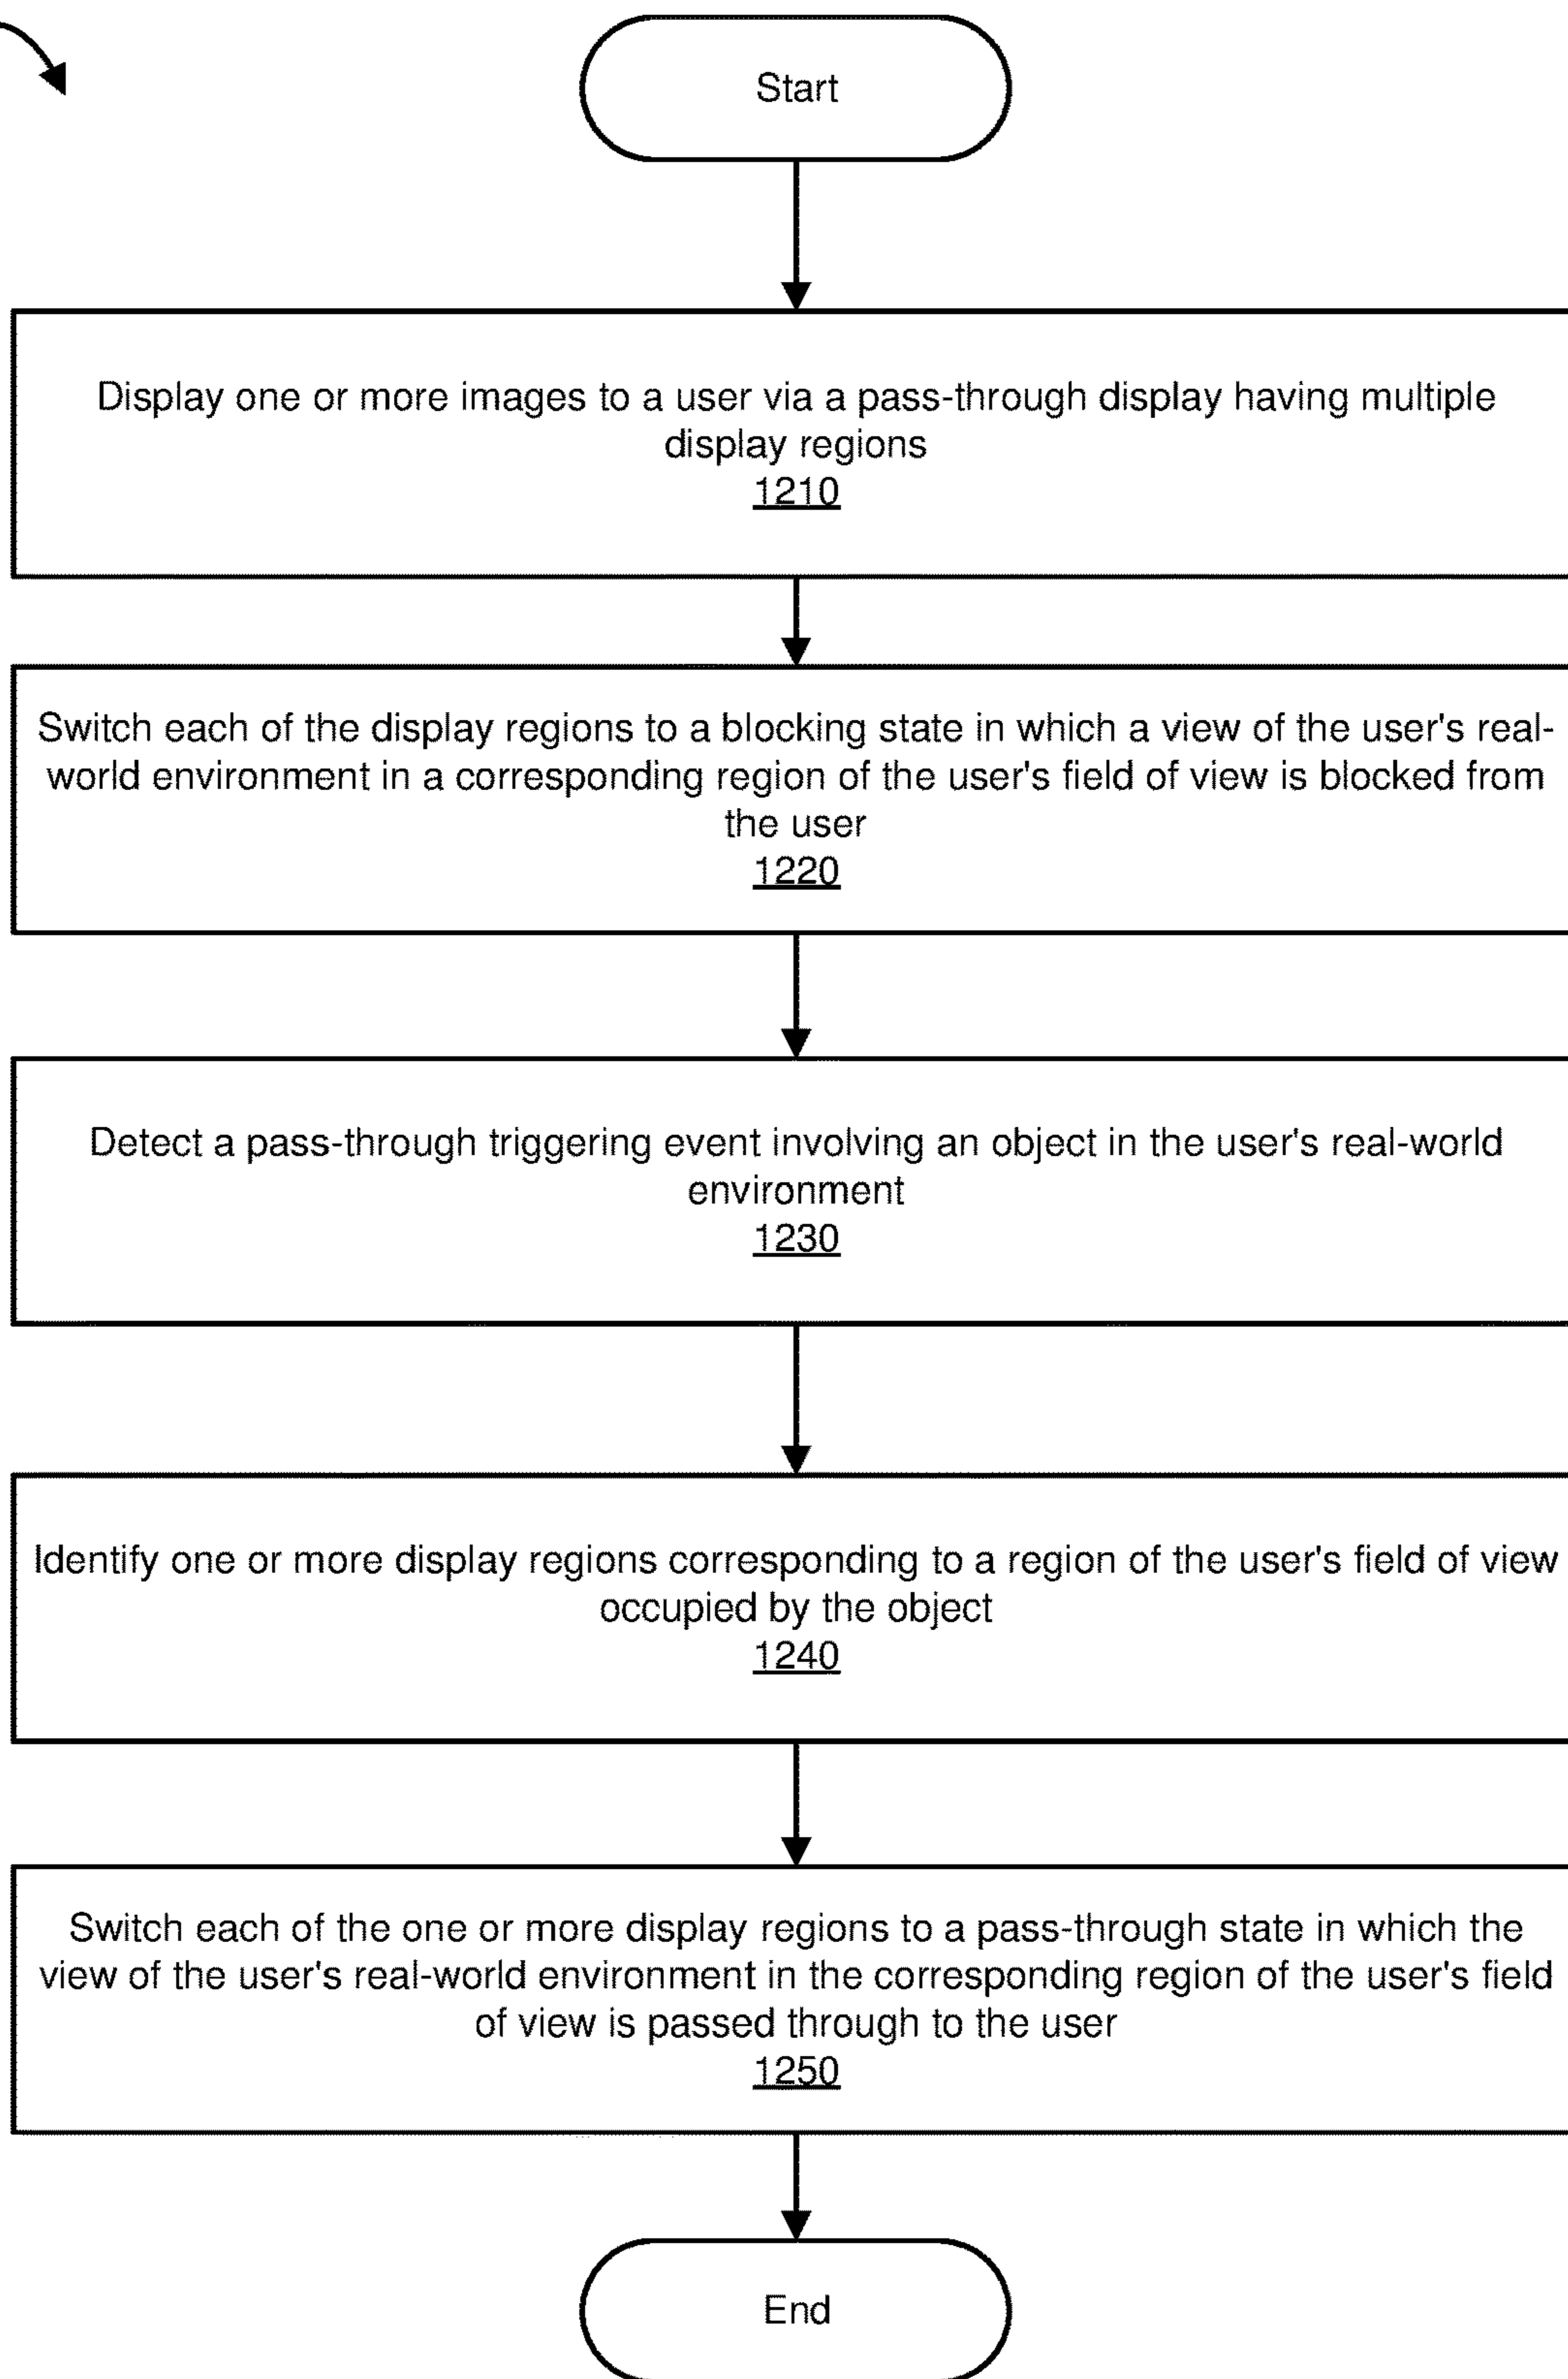 Start
Display one or more images to a user via a pass-through display having multiple
display regions
1210
Switch each of the display regions to a blocking state in which a view of the user's real-
world environment in a corresponding region of the user's field of view is blocked from
the user
1220
Detect a pass-through triggering event involving an object in the user's real-world
environment
1230
Identify one or more display regions corresponding to a region of the user's field of view
occupied by the object
1240
Switch each of the one or more display regions to a pass-through state in which the
view of the user's real-world environment in the corresponding region of the user's field
of view is passed through to the user
1250
End